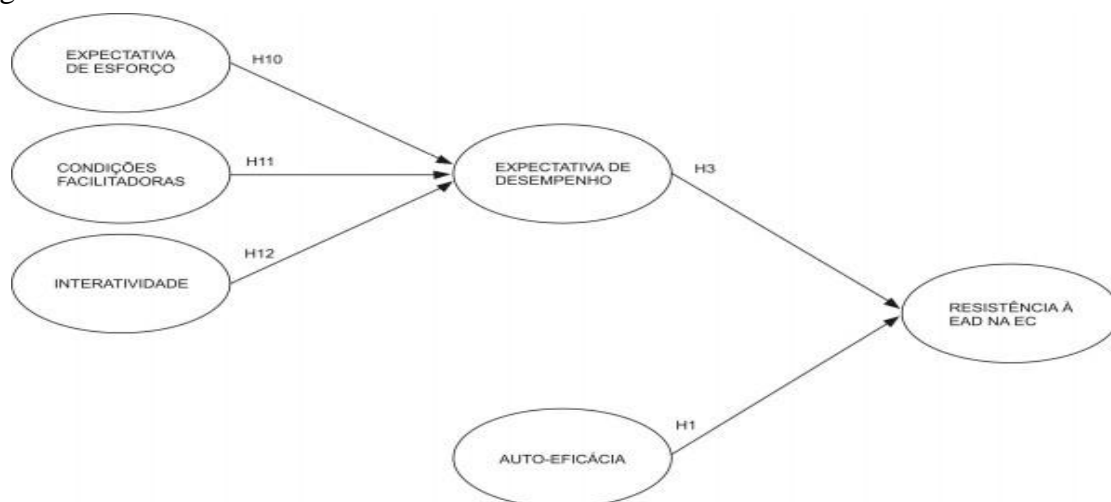 EXPECTATIVA
DE ESFORÇO
H10
CONDIÇÕES
FACILITADORAS
H11
EXPECTATIVA DE
DESEMPENHO
H3
INTERATIVIDADE
H12
RESISTÊNCIA À
EAD NA EC
AUTO-EFICÁCIA
H1